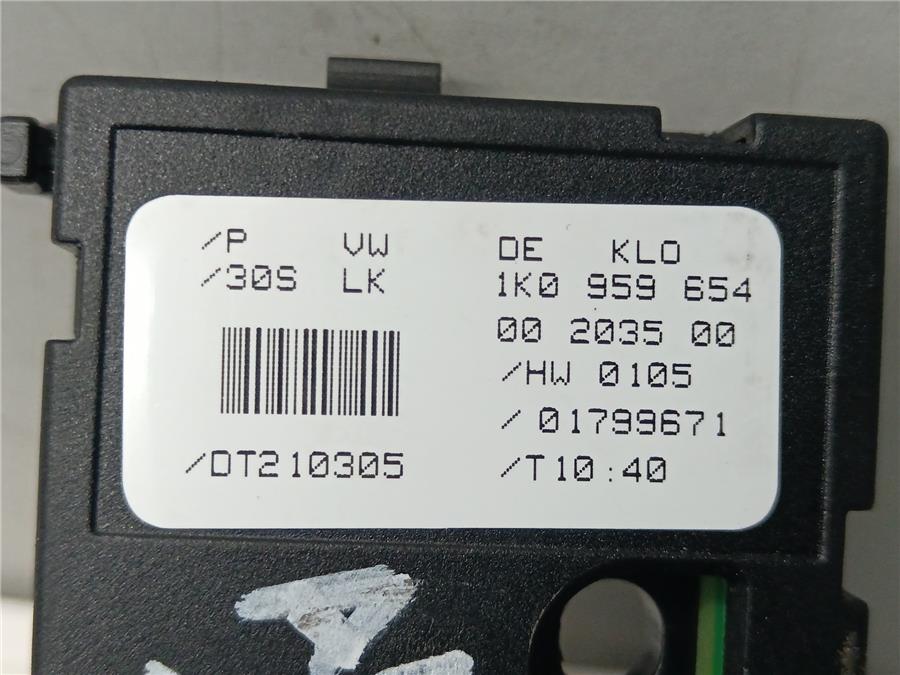 /P VW
/30S LK
/DT210305
DE KLO
1K0 959 654
00 2035 00
/HW 0105
/01799671
/T10:40